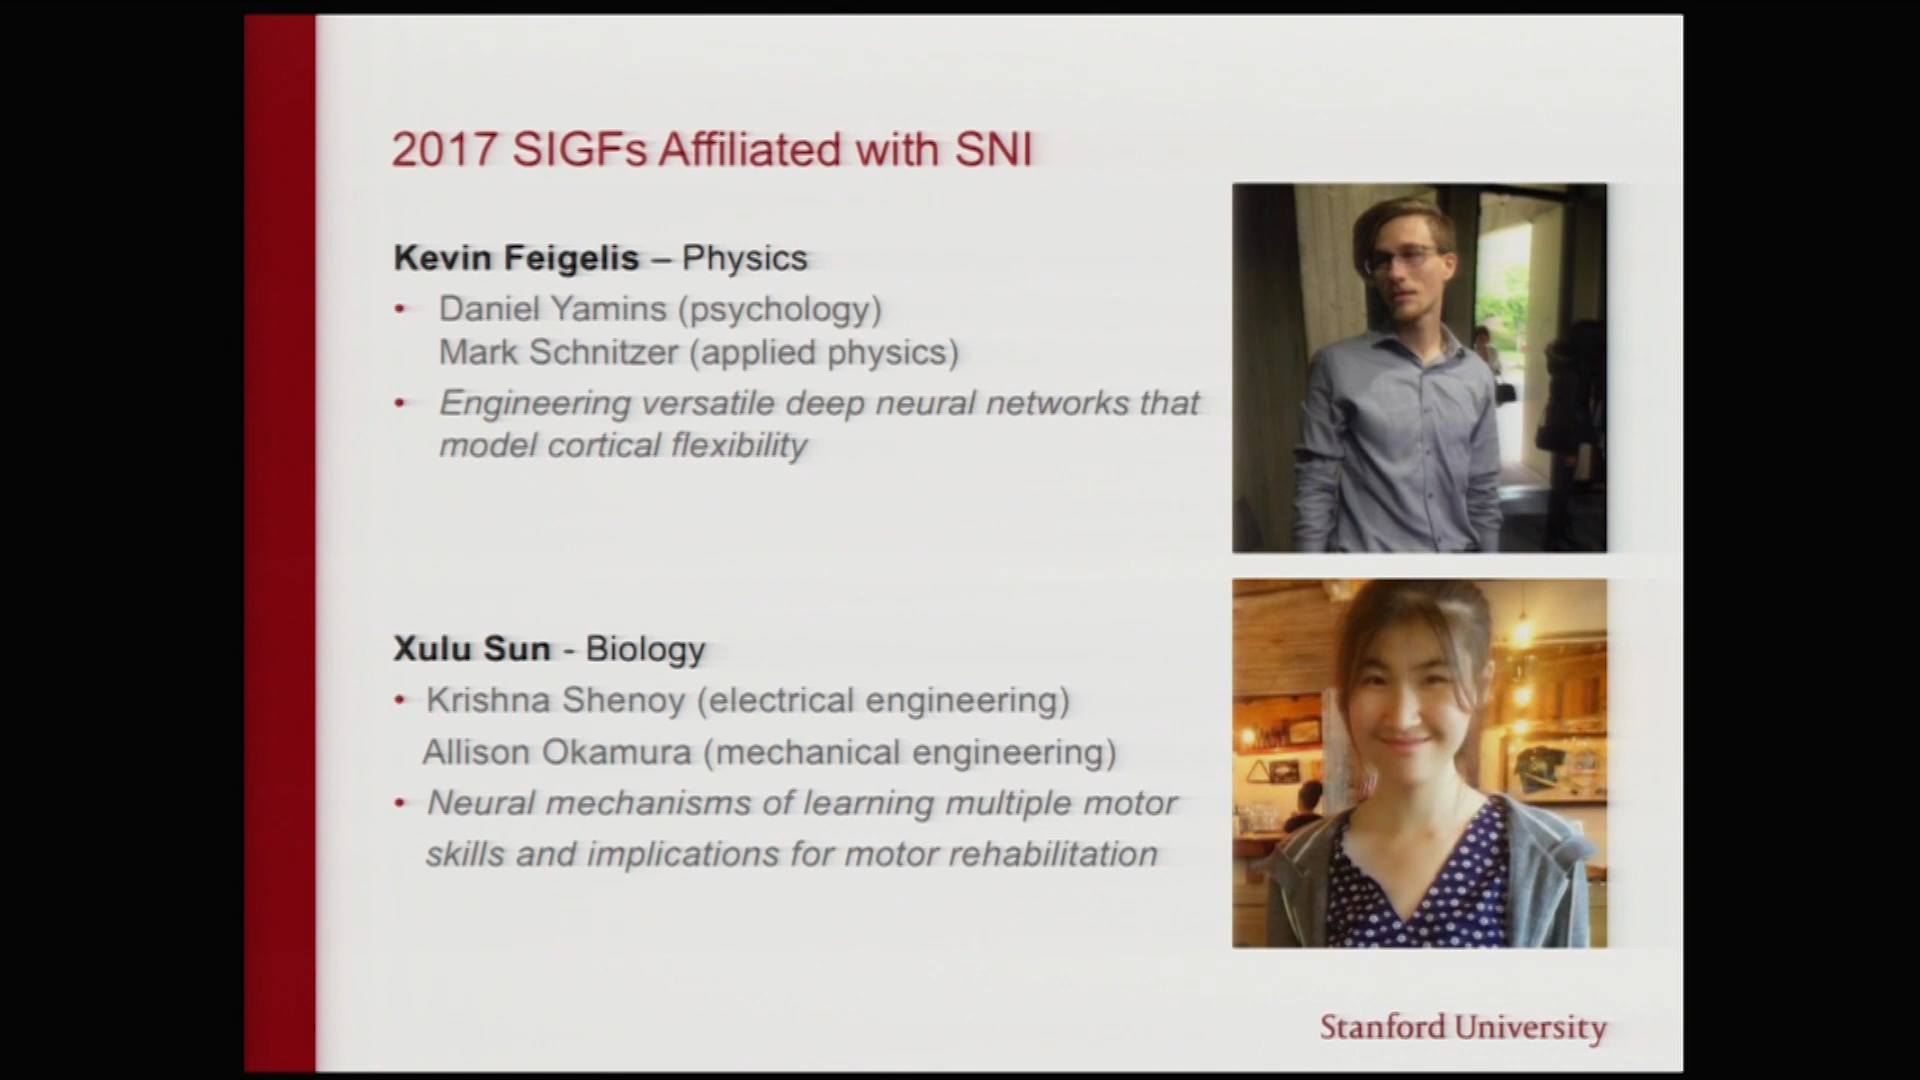 2017 SIGFs Affiliated with SNI
Kevin Feigelis – Physics
• Daniel Yamins (psychology)
Mark Schnitzer (applied physics)
• Engineering versatile deep neural networks that
model cortical flexibility
Xulu Sun - Biology
• Krishna Shenoy (electrical engineering)
Allison Okamura (mechanical engineering)
• Neural mechanisms of learning multiple motor
skills and implications for motor rehabilitation
Stanford University